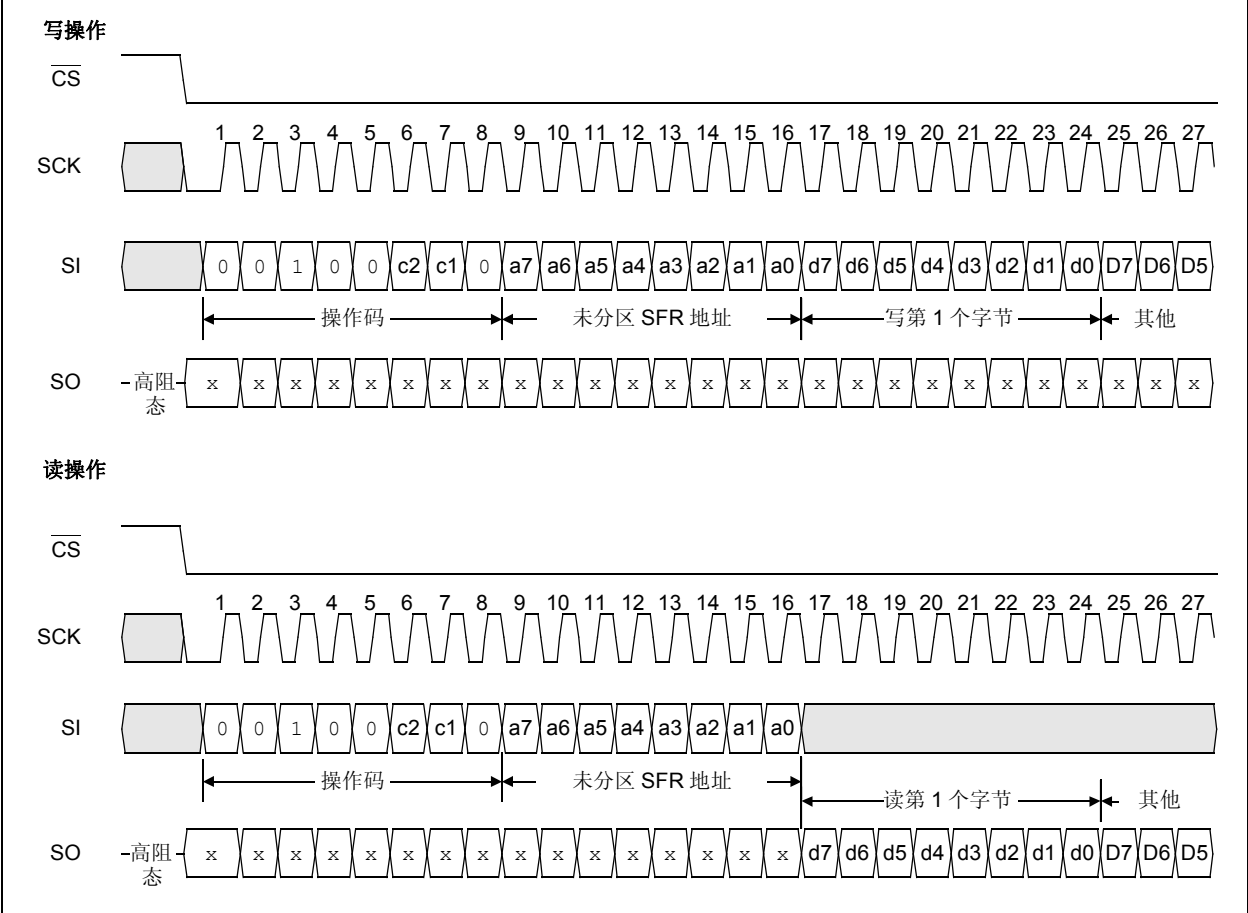 写操作
CS
1 2 3 4 5 6 7 8 9 10 11 12 13 14 15 16 17 18 19 20 21 22 23 24 25 26 27
SCK
SI 0 0 1 0 0 c2 c1 0 a7 a6 a5 a4 a3 a2 a1 a0 d7 d6 d5 d4 d3 d2 d1 d0 D7 D6 D5
操作码 未分区 SFR 地址 写第 1 个字节 其他
SO 高阻态 x x x x x x x x x x x x x x x x x x x x x x x x x x x
读操作
CS
1 2 3 4 5 6 7 8 9 10 11 12 13 14 15 16 17 18 19 20 21 22 23 24 25 26 27
SCK
SI 0 0 1 0 0 c2 c1 0 a7 a6 a5 a4 a3 a2 a1 a0
操作码 未分区 SFR 地址
读第 1 个字节 其他
SO 高阻态 x x x x x x x x x x x x x x x x d7 d6 d5 d4 d3 d2 d1 d0 D7 D6 D5